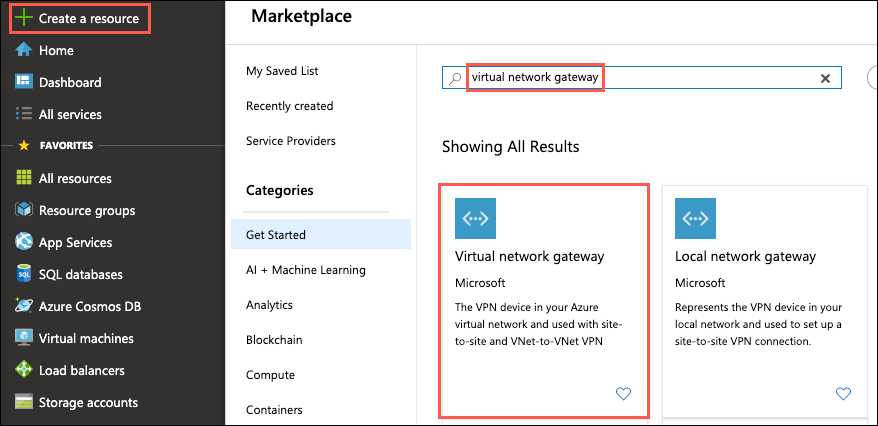 Create a resource
Home
Dashboard
All services
FAVORITES
All resources
Resource groups
App Services
SQL databases
Azure Cosmos DB
Virtual machines
Load balancers
Storage accounts
Marketplace
My Saved List
Recently created
Service Providers
Categories
Get Started
AI + Machine Learning
Analytics
Blockchain
Compute
Containers
virtual network gateway
Showing All Results
Virtual network gateway
Microsoft
The VPN device in your Azure
virtual network and used with site-
to-site and VNet-to-VNet VPN
Local network gateway
Microsoft
Represents the VPN device in your
local network and used to set up a
site-to-site VPN connection.